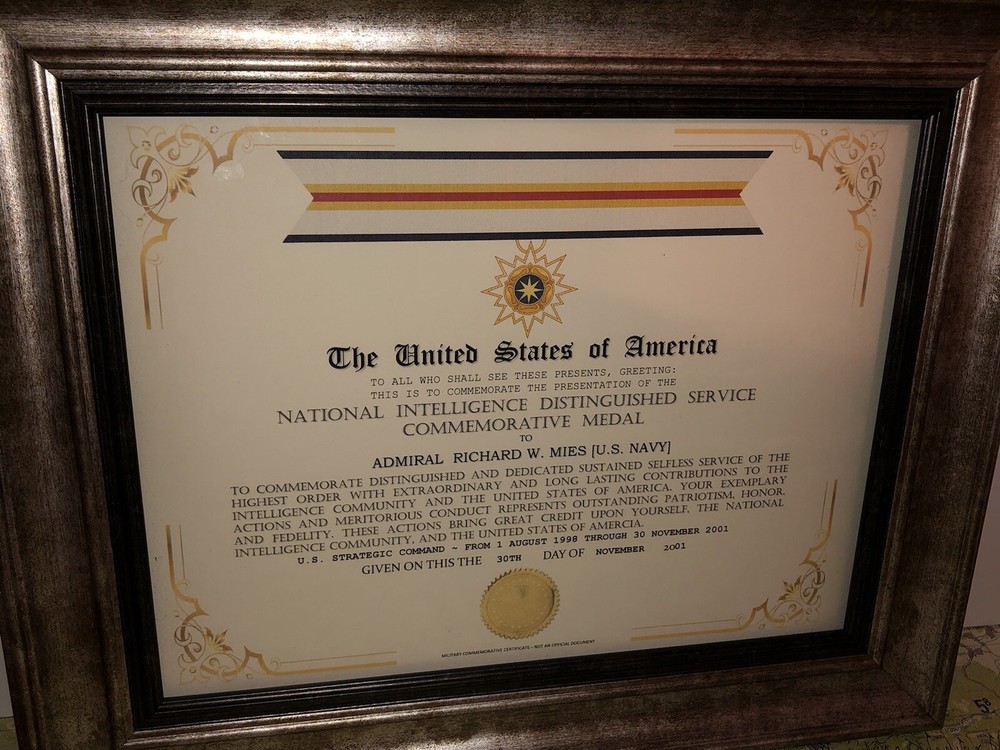 The United States of America
TO ALL WHO SHALL SEE THESE PRESENTS, GREETING:
THIS IS TO COMMEMORATE THE PRESENTATION OF THE
NATIONAL INTELLIGENCE DISTINGUISHED SERVICE
COMMEMORATIVE MEDAL
TO
ADMIRAL RICHARD W. MIES [U.S. NAVY]
TO COMMEMORATE DISTINGUISHED AND DEDICATED SUSTAINED SELFLESS SERVICE OF THE
HIGHEST ORDER WITH EXTRAORDINARY AND LONG LASTING CONTRIBUTIONS TO THE
INTELLIGENCE COMMUNITY AND THE UNITED STATES OF AMERICA. YOUR EXEMPLARY
ACTIONS AND MERITORIOUS CONDUCT REPRESENTS OUTSTANDING PATRIOTISM, HONOR,
AND FEDELITY. THESE ACTIONS BRING GREAT CREDIT UPON YOURSELF, THE NATIONAL
INTELLIGENCE COMMUNITY, AND THE UNITED STATES OF AMERCIA.
U.S. STRATEGIC COMMAND ~ FROM 1 AUGUST 1998 THROUGH 30 NOVEMBER 2001
GIVEN ON THIS THE 30TH DAY OF NOVEMBER 2001
MILITARY COMMEMORATIVE CERTIFICATE - NOT AN OFFICIAL DOCUMENT